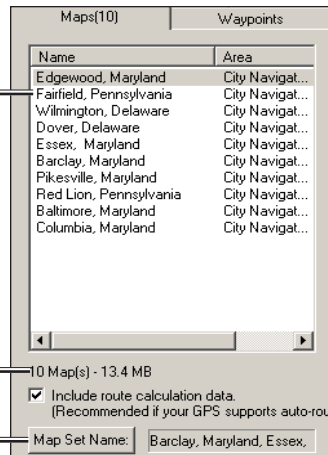 Maps(10) Waypoints
Name Area
Edgewood, Maryland City Navigat...
Fairfield, Pennsylvania City Navigat...
Wilmington, Delaware City Navigat...
Dover, Delaware City Navigat...
Essex, Maryland City Navigat...
Barclay, Maryland City Navigat...
Pikesville, Maryland City Navigat...
Red Lion, Pennsylvania City Navigat...
Baltimore, Maryland City Navigat...
Columbia, Maryland City Navigat...
10 Map(s) - 13.4 MB
Include route calculation data.
(Recommended if your GPS supports auto-rou
Map Set Name: Barclay, Maryland, Essex,